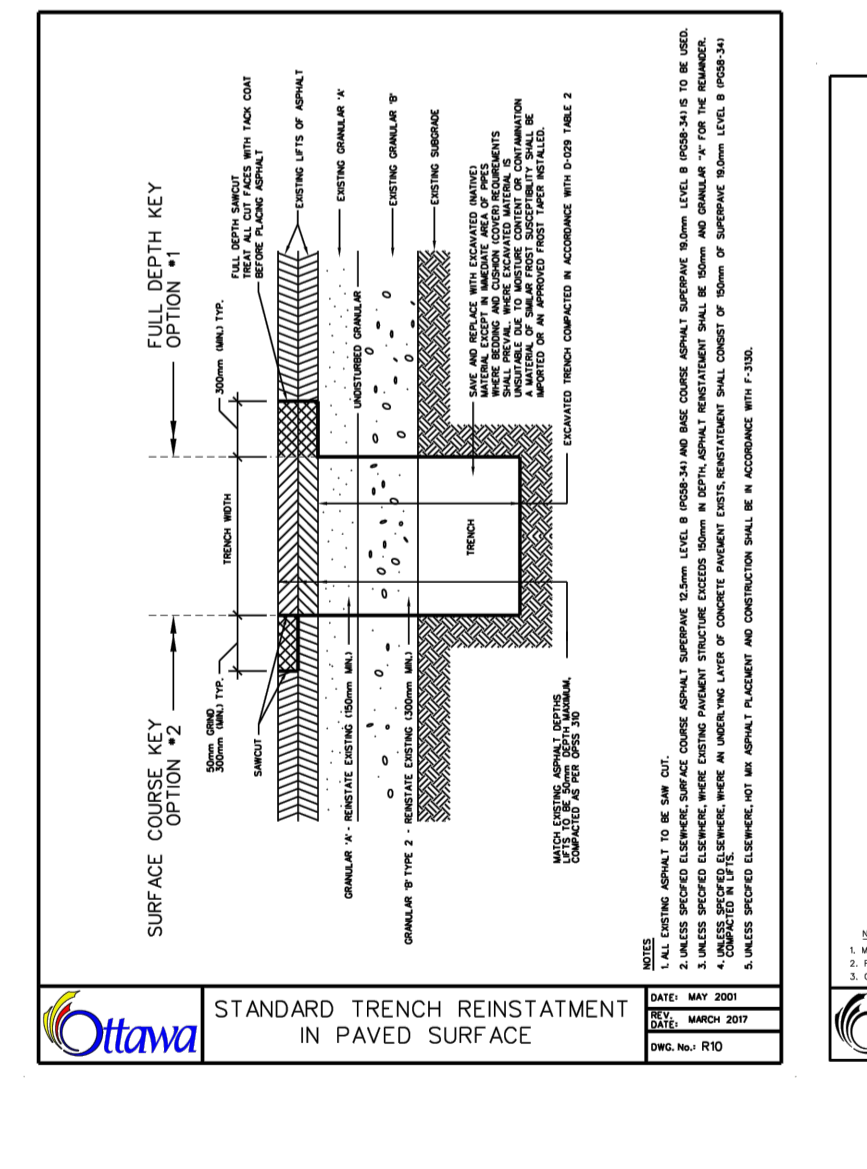 SURFACE COURSE KEY
OPTION #2
FULL DEPTH KEY
OPTION #1
50mm GRIND
300mm (MIN.) TYP.
SAWCUT
TRENCH WIDTH
300mm (MIN.) TYP.
FULL DEPTH SAWCUT
TREAT ALL CUT FACES WITH TACK COAT
BEFORE PLACING ASPHALT
EXISTING LIFTS OF ASPHALT
EXISTING GRANULAR 'A'
EXISTING GRANULAR 'B'
EXISTING SUBGRADE
UNDISTURBED GRANULAR
GRANULAR 'A' - REINSTATE EXISTING (150mm MIN.)
GRANULAR 'B' TYPE 2 - REINSTATE EXISTING (300mm MIN.)
TRENCH
SAVE AND REPLACE WITH EXCAVATED (NATIVE)
MATERIAL EXCEPT IN IMMEDIATE AREA OF PIPES
WHERE BEDDING AND CUSHION (COVER) REQUIREMENTS
SHALL PREVAIL. WHERE EXCAVATED MATERIAL IS
UNSUITABLE DUE TO MOISTURE CONTENT OR CONTAMINATION
A MATERIAL OF SIMILAR FROST SUSCEPTIBILITY SHALL BE
IMPORTED OR AN APPROVED FROST TAPER INSTALLED.
EXCAVATED TRENCH COMPACTED IN ACCORDANCE WITH D-029 TABLE 2
MATCH EXISTING ASPHALT DEPTHS
LIFTS TO BE 50mm DEPTH MAXIMUM,
COMPACTED AS PER OPSS 310
NOTES
1. ALL EXISTING ASPHALT TO BE SAW CUT.
2. UNLESS SPECIFIED ELSEWHERE, SURFACE COURSE ASPHALT SUPERPAVE 12.5mm LEVEL B (PG58-34) AND BASE COURSE ASPHALT SUPERPAVE 19.0mm LEVEL B (PG58-34) IS TO BE USED.
3. UNLESS SPECIFIED ELSEWHERE, WHERE EXISTING PAVEMENT STRUCTURE EXCEEDS 150mm IN DEPTH, ASPHALT REINSTATEMENT SHALL BE 150mm AND GRANULAR "A" FOR THE REMAINDER.
4. UNLESS SPECIFIED ELSEWHERE, WHERE AN UNDERLYING LAYER OF CONCRETE PAVEMENT EXISTS, REINSTATEMENT SHALL CONSIST OF 150mm OF SUPERPAVE 19.0mm LEVEL B (PG58-34)
COMPACTED IN LIFTS.
5. UNLESS SPECIFIED ELSEWHERE, HOT MIX ASPHALT PLACEMENT AND CONSTRUCTION SHALL BE IN ACCORDANCE WITH F-3130.
Ottawa
STANDARD TRENCH REINSTATMENT
IN PAVED SURFACE
DATE: MAY 2001
REV. DATE: MARCH 2017
DWG. No.: R10
1.
2.
3.